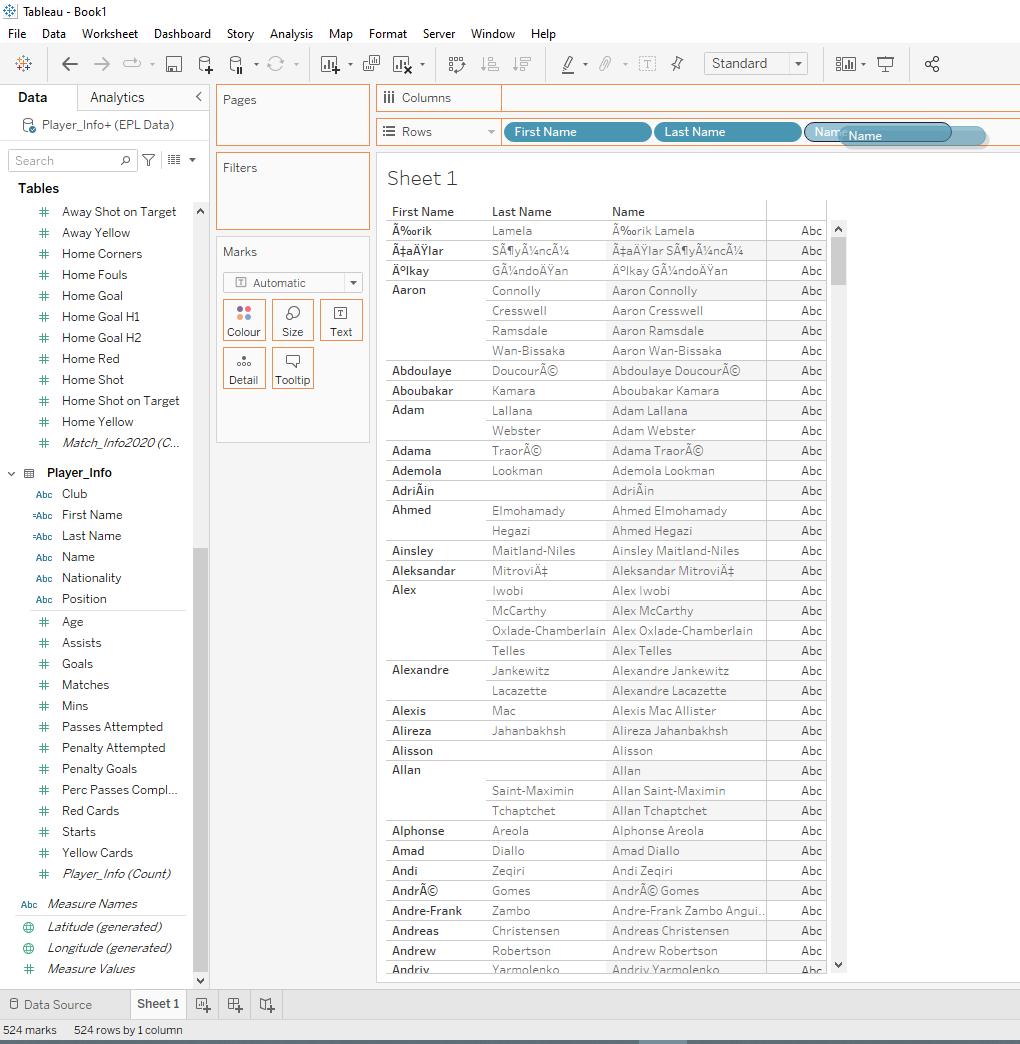 Tableau - Book1
File Data Worksheet Dashboard Story Analysis Map Format Server Window Help
Standard
Data Analytics
Player_Info+ (EPL Data)
Search
Tables
Away Shot on Target
Away Yellow
Home Corners
Home Fouls
Home Goal
Home Goal H1
Home Goal H2
Home Red
Home Shot
Home Shot on Target
Home Yellow
Match_Info2020 (C...
Player_Info
Abc Club
=Abc First Name
=Abc Last Name
Abc Name
Abc Nationality
Abc Position
Age
Assists
Goals
Matches
Mins
Passes Attempted
Penalty Attempted
Penalty Goals
Perc Passes Compl...
Red Cards
Starts
Yellow Cards
Player_Info (Count)
Abc Measure Names
Latitude (generated)
Longitude (generated)
Measure Values
Pages
Filters
Marks
Automatic
Colour Size Text
Detail Tooltip
Columns
Rows First Name Last Name Name Name
Sheet 1
First Name Last Name Name
Ã‰rik Lamela Ã‰rik Lamela Abc
Ã‡aÄŸlar SÃ¶yÃ¼ncÃ¼ Ã‡aÄŸlar SÃ¶yÃ¼ncÃ¼ Abc
Ä°lkay GÃ¼ndoÄŸan Ä°lkay GÃ¼ndoÄŸan Abc
Aaron Connolly Aaron Connolly Abc
Cresswell Aaron Cresswell Abc
Ramsdale Aaron Ramsdale Abc
Wan-Bissaka Aaron Wan-Bissaka Abc
Abdoulaye DoucourÃ© Abdoulaye DoucourÃ© Abc
Aboubakar Kamara Aboubakar Kamara Abc
Adam Lallana Adam Lallana Abc
Webster Adam Webster Abc
Adama TraorÃ© Adama TraorÃ© Abc
Ademola Lookman Ademola Lookman Abc
AdriÃ¡n AdriÃ¡n Abc
Ahmed Elmohamady Ahmed Elmohamady Abc
Hegazi Ahmed Hegazi Abc
Ainsley Maitland-Niles Ainsley Maitland-Niles Abc
Aleksandar MitroviÄ‡ Aleksandar MitroviÄ‡ Abc
Alex Iwobi Alex Iwobi Abc
McCarthy Alex McCarthy Abc
Oxlade-Chamberlain Alex Oxlade-Chamberlain Abc
Telles Alex Telles Abc
Alexandre Jankewitz Alexandre Jankewitz Abc
Lacazette Alexandre Lacazette Abc
Alexis Mac Alexis Mac Allister Abc
Alireza Jahanbakhsh Alireza Jahanbakhsh Abc
Alisson Alisson Abc
Allan Allan Abc
Saint-Maximin Allan Saint-Maximin Abc
Tchaptchet Allan Tchaptchet Abc
Alphonse Areola Alphonse Areola Abc
Amad Diallo Amad Diallo Abc
Andi Zeqiri Andi Zeqiri Abc
AndrÃ© Gomes AndrÃ© Gomes Abc
Andre-Frank Zambo Andre-Frank Zambo Angui.. Abc
Andreas Christensen Andreas Christensen Abc
Andrew Robertson Andrew Robertson Abc
Andriy Yarmolenko Andriy Yarmolenko Abc
Data Source Sheet 1
524 marks 524 rows by 1 column